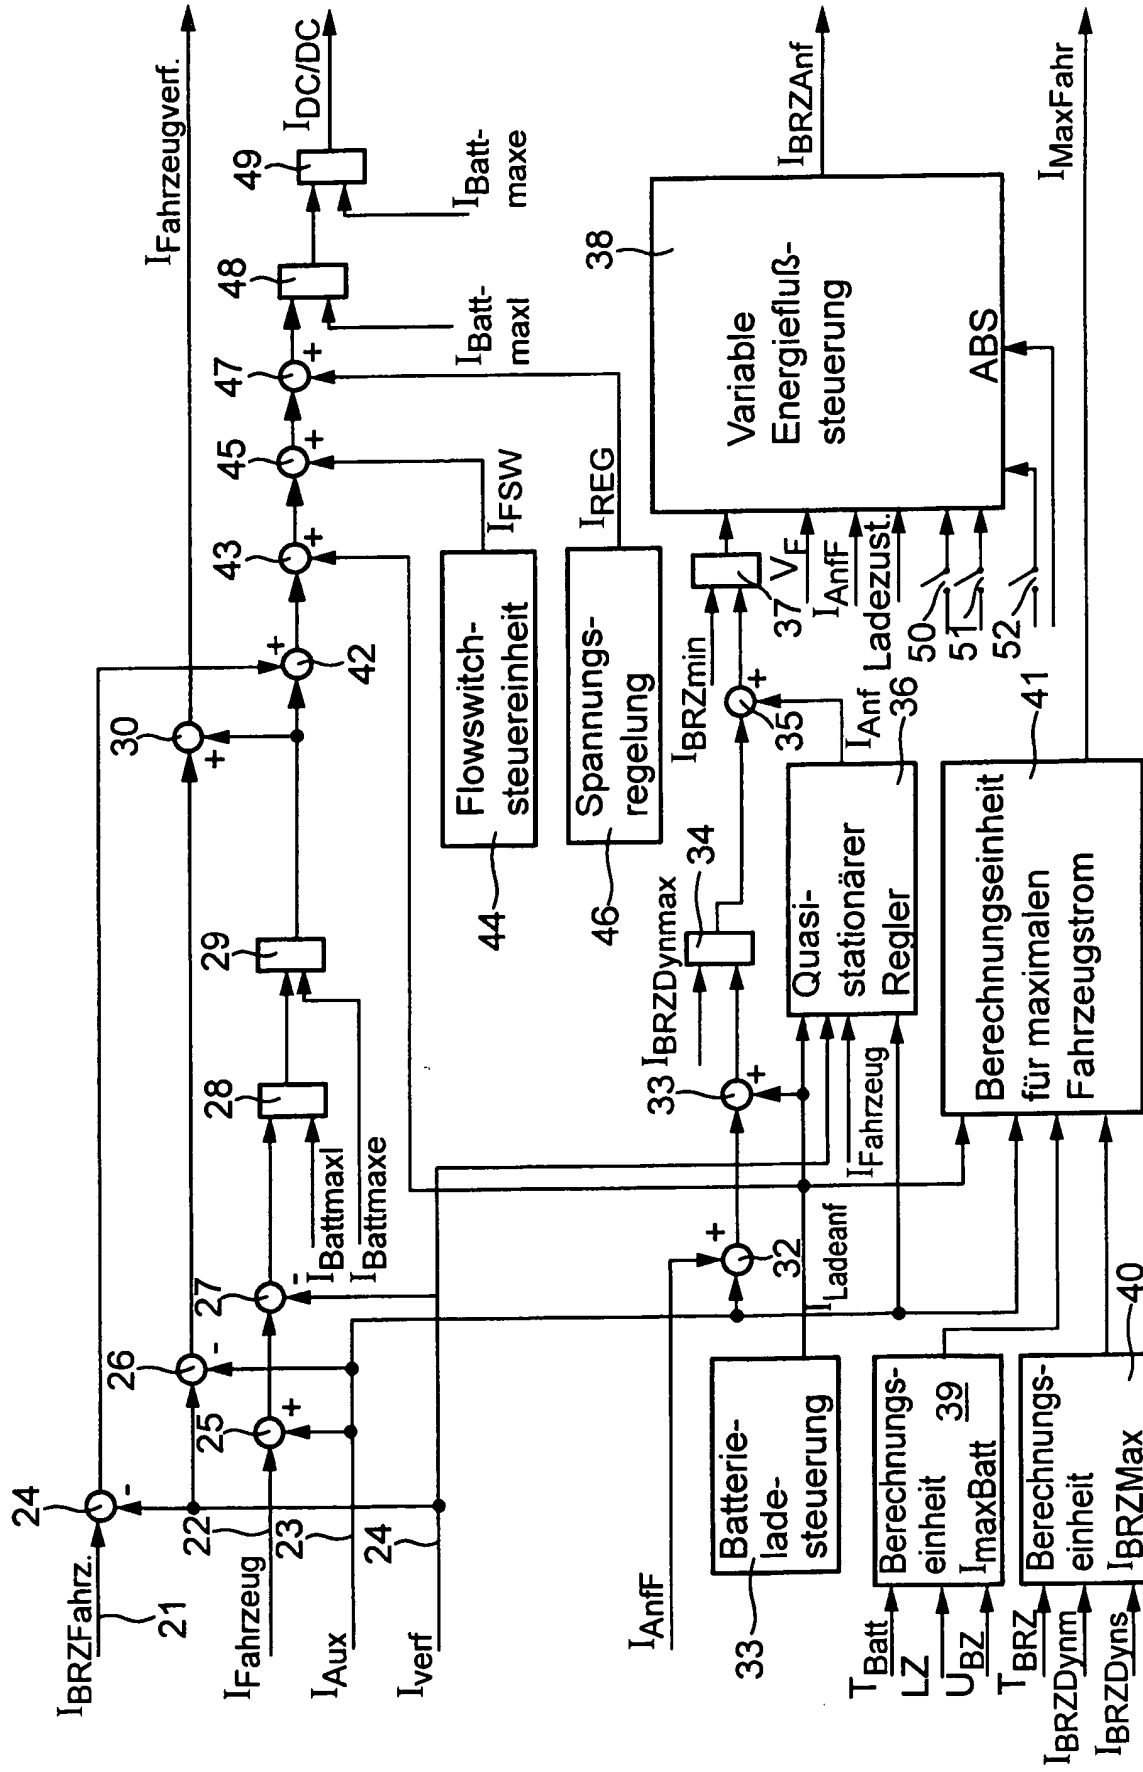 I_BRZFahrz.
21
24
-
22
I_Fahrzeug
23
I_Aux
24
I_verf
25
+
26
-
27
-
28
I_Battmaxl
I_Battmaxe
29
30
+
I_Fahrzeugverf.
42
+
43
+
45
+
47
+
48
I_Batt-
maxl
49
I_Batt-
maxe
I_DC/DC
44
Flowswitch-
steuereinheit
I_FSW
46
Spannungs-
regelung
I_REG
I_AnfF
32
+
33
+
I_BRZDynmax
34
35
+
I_BRZmin
37
33
Batterie-
lade-
steuerung
I_Ladeanf
Quasi-
stationärer
Regler
36
I_Fahrzeug
I_Anf
V_F
I_AnfF
Ladezust.
50
51
52
38
Variable
Energiefluß-
steuerung
ABS
I_BRZAnf
T_Batt
LZ
U_BZ
Berechnungs-
einheit 39
I_maxBatt
T_BRZ
I_BRZDynm
I_BRZDyns
Berechnungs-
einheit
I_BRZMax
40
Berechnungseinheit
für maximalen
Fahrzeugstrom
41
I_MaxFahr